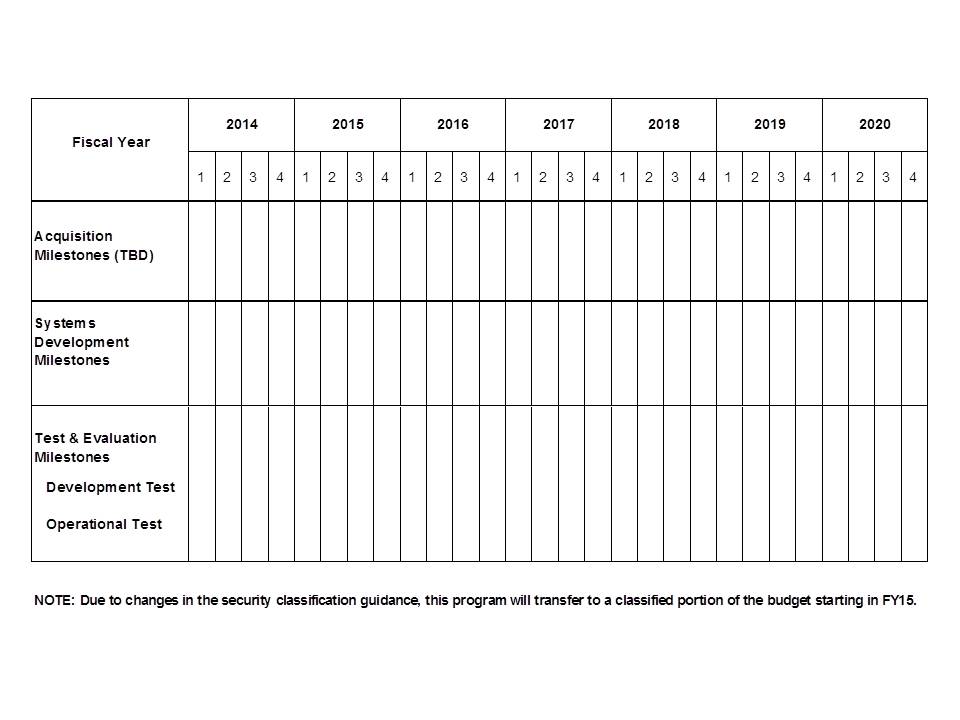 Fiscal Year
2014 2015 2016 2017 2018 2019 2020
1 2 3 4 1 2 3 4 1 2 3 4 1 2 3 4 1 2 3 4 1 2 3 4 1 2 3 4
Acquisition
Milestones (TBD)
Systems
Development
Milestones
Test & Evaluation
Milestones
Development Test
Operational Test
NOTE: Due to changes in the security classification guidance, this program will transfer to a classified portion of the budget starting in FY15.